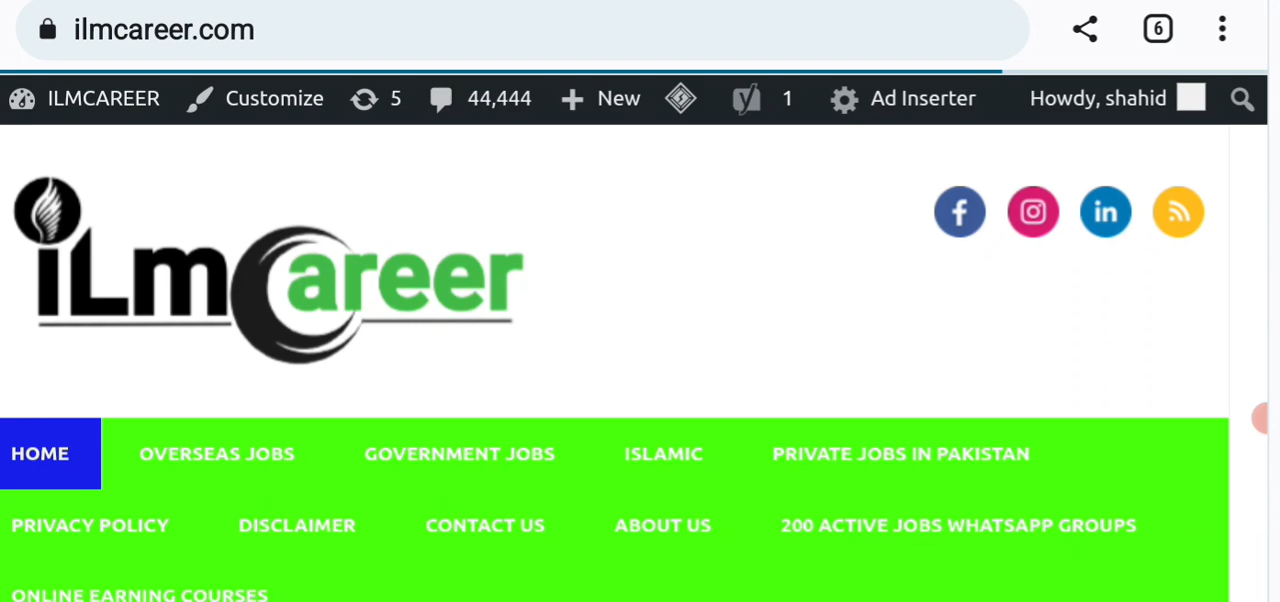 ilmcareer.com 6
ILMCAREER Customize 5 44,444 + New 1 Ad Inserter Howdy, shahid
iLmCareer
HOME OVERSEAS JOBS GOVERNMENT JOBS ISLAMIC PRIVATE JOBS IN PAKISTAN
PRIVACY POLICY DISCLAIMER CONTACT US ABOUT US 200 ACTIVE JOBS WHATSAPP GROUPS
ONLINE EARNING COURSES